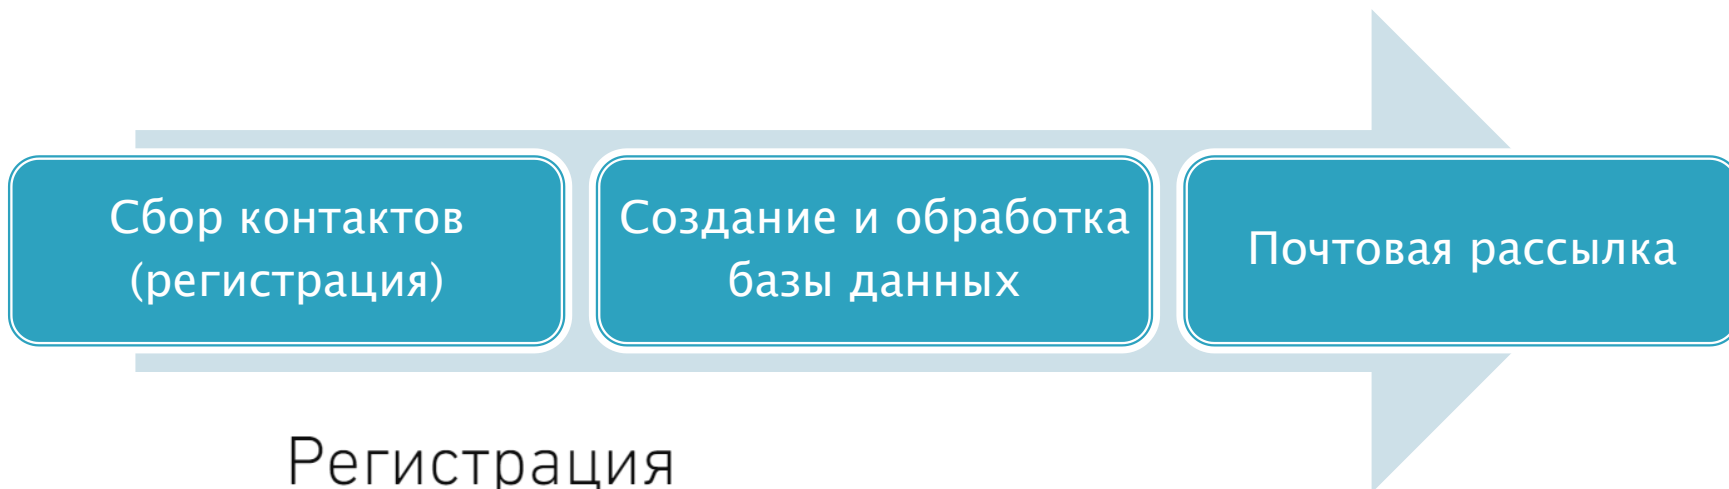 Сбор контактов
(регистрация)
Создание и обработка
базы данных
Почтовая рассылка
Регистрация